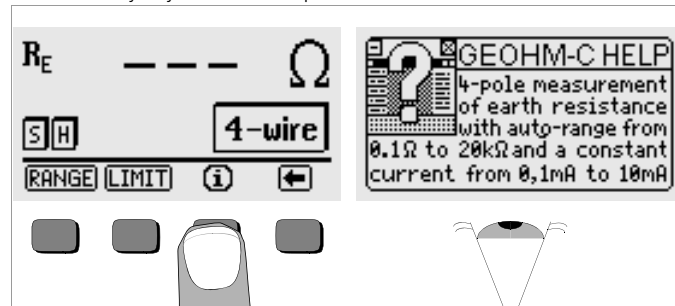 R_E – – – Ω
S H 4-wire
RANGE LIMIT i ←
GEOHM-C HELP
4-pole measurement
of earth resistance
with auto-range from
0.1Ω to 20kΩ and a constant
current from 0,1mA to 10mA